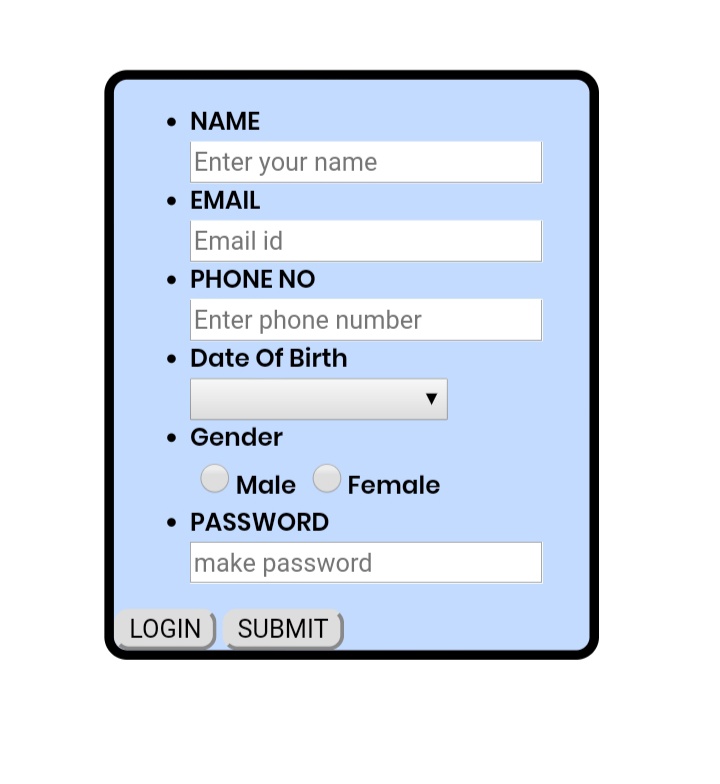 NAME
Enter your name
EMAIL
Email id
PHONE NO
Enter phone number
Date Of Birth
Gender
Male Female
PASSWORD
make password
LOGIN SUBMIT